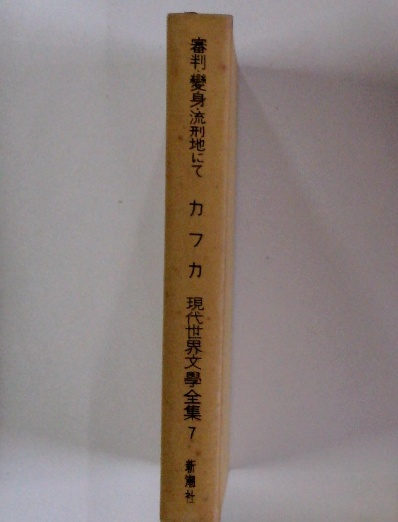 審判・變身・流刑地にて
カフカ
現代世界文學全集
7
新潮社